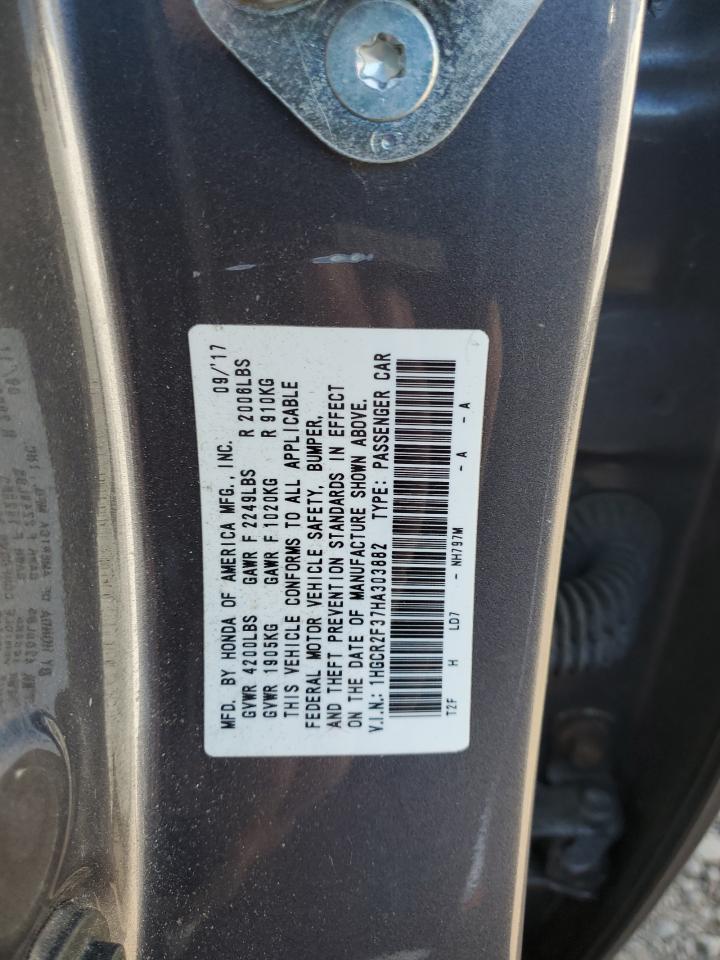 MFD. BY HONDA OF AMERICA MFG., INC. 09/'17
GVWR 4200LBS GAWR F 2249LBS R 2006LBS
GVWR 1905KG GAWR F 1020KG R 910KG
THIS VEHICLE CONFORMS TO ALL APPLICABLE
FEDERAL MOTOR VEHICLE SAFETY, BUMPER,
AND THEFT PREVENTION STANDARDS IN EFFECT
ON THE DATE OF MANUFACTURE SHOWN ABOVE.
V.I.N.: 1HGCR2F37HA303882 TYPE: PASSENGER CAR
T2F H LD7 - NH797M - A - A